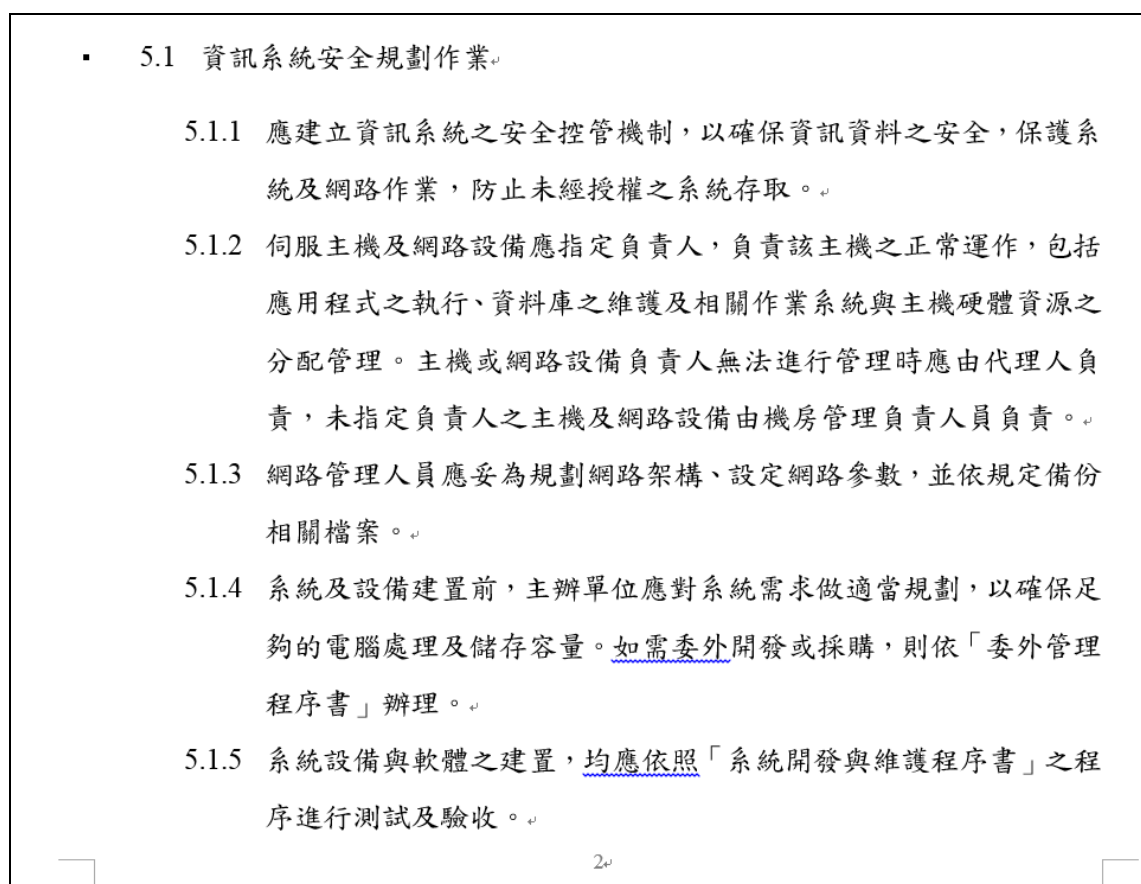 ▪ 5.1 資訊系統安全規劃作業
5.1.1 應建立資訊系統之安全控管機制，以確保資訊資料之安全，保護系
統及網路作業，防止未經授權之系統存取。
5.1.2 伺服主機及網路設備應指定負責人，負責該主機之正常運作，包括
應用程式之執行、資料庫之維護及相關作業系統與主機硬體資源之
分配管理。主機或網路設備負責人無法進行管理時應由代理人負
責，未指定負責人之主機及網路設備由機房管理負責人員負責。
5.1.3 網路管理人員應妥為規劃網路架構、設定網路參數，並依規定備份
相關檔案。
5.1.4 系統及設備建置前，主辦單位應對系統需求做適當規劃，以確保足
夠的電腦處理及儲存容量。如需委外開發或採購，則依「委外管理
程序書」辦理。
5.1.5 系統設備與軟體之建置，均應依照「系統開發與維護程序書」之程
序進行測試及驗收。
2